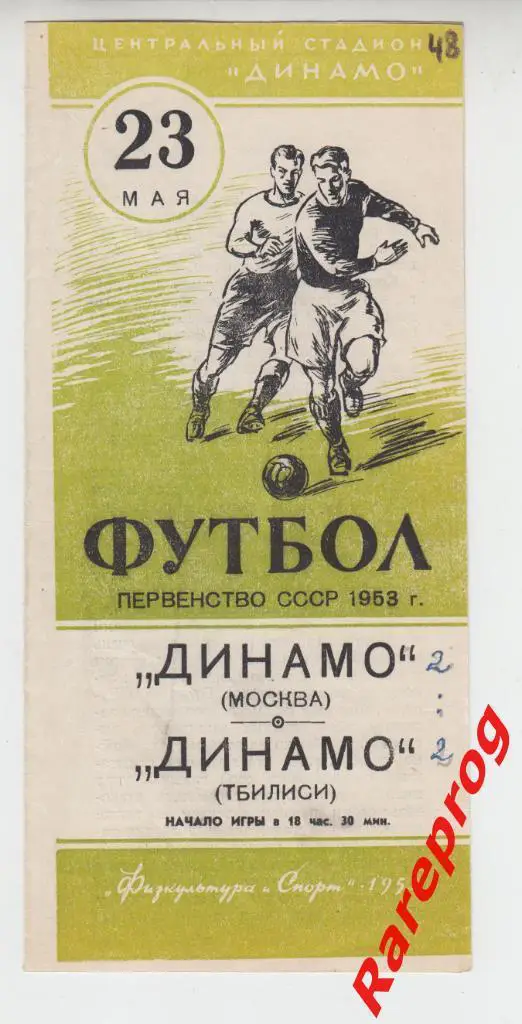 ЦЕНТРАЛЬНЫЙ СТАДИОН
48
„ДИНАМО"
23
МАЯ
ФУТБОЛ
ПЕРВЕНСТВО СССР 1953 г.
„ДИНАМО" 2
(МОСКВА) :
„ДИНАМО" 2
(ТБИЛИСИ)
НАЧАЛО ИГРЫ в 18 час. 30 мин.
„Физкультура и Спорт"-195
Rareprog